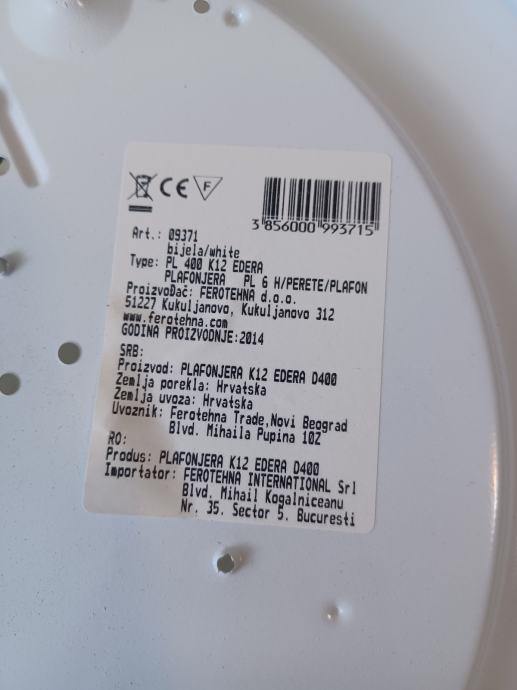 CE F
3 856000 993715
Art.: 09371
bijela/white
Type: PL 400 K12 EDERA
PLAFONJERA PL 6 H/PERETE/PLAFON
Proizvođač: FEROTEHNA d.o.o.
51227 Kukuljanovo, Kukuljanovo 312
www.ferotehna.com
GODINA PROIZVODNJE:2014
SRB:
Proizvod: PLAFONJERA K12 EDERA D400
Zemlja porekla: Hrvatska
Zemlja uvoza: Hrvatska
Uvoznik: Ferotehna Trade,Novi Beograd
Blvd. Mihaila Pupina 10Z
RO:
Produs: PLAFONJERA K12 EDERA D400
Importator: FEROTEHNA INTERNATIONAL Srl
Blvd. Mihail Kogalniceanu
Nr. 35. Sector 5. Bucuresti